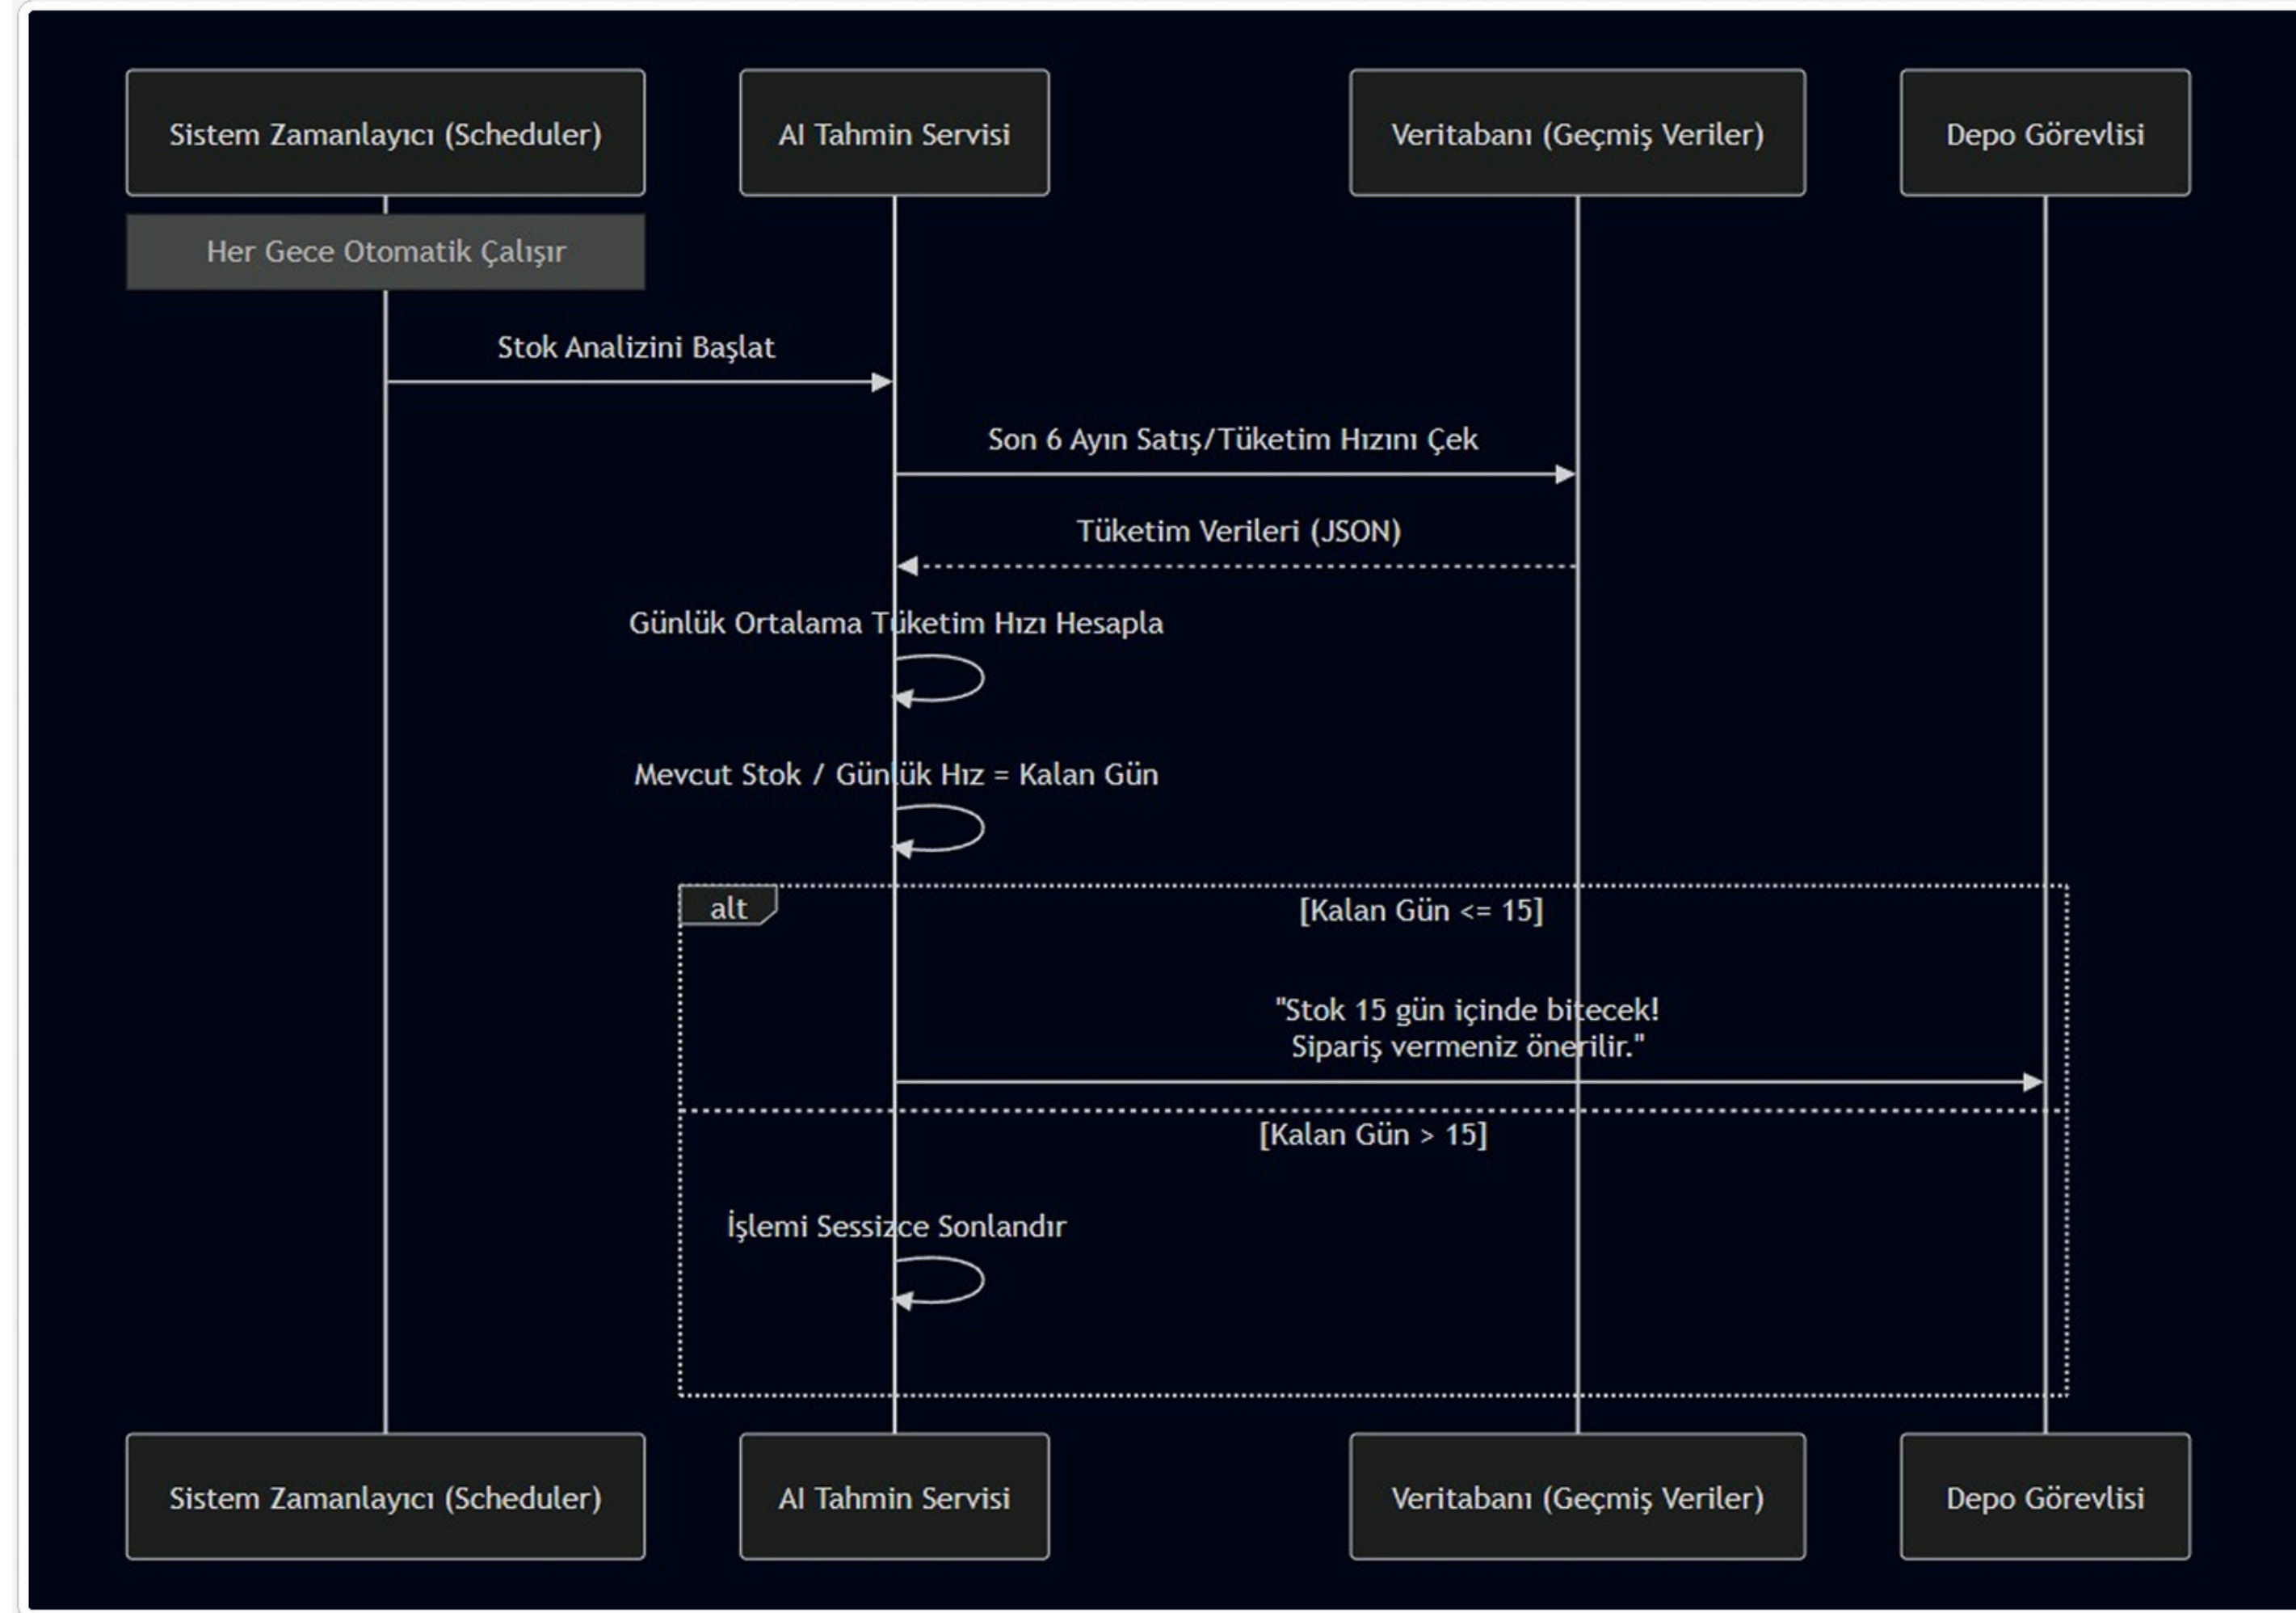 Sistem Zamanlayıcı (Scheduler)
AI Tahmin Servisi
Veritabanı (Geçmiş Veriler)
Depo Görevlisi
Her Gece Otomatik Çalışır
Stok Analizini Başlat
Son 6 Ayın Satış/Tüketim Hızını Çek
Tüketim Verileri (JSON)
Günlük Ortalama Tüketim Hızı Hesapla
Mevcut Stok / Günlük Hız = Kalan Gün
alt
[Kalan Gün <= 15]
"Stok 15 gün içinde bitecek!
Sipariş vermeniz önerilir."
[Kalan Gün > 15]
İşlemi Sessizce Sonlandır
Sistem Zamanlayıcı (Scheduler)
AI Tahmin Servisi
Veritabanı (Geçmiş Veriler)
Depo Görevlisi